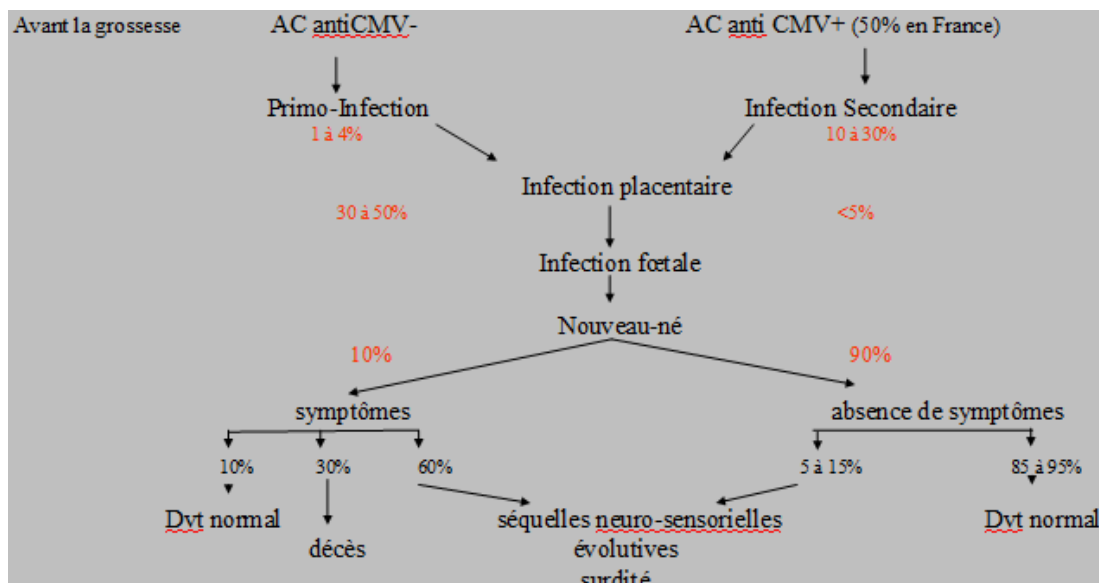 Avant la grossesse AC antiCMV- AC anti CMV+ (50% en France)
Primo-Infection Infection Secondaire
1 à 4% 10 à 30%
Infection placentaire
30 à 50% <5%
Infection fœtale
Nouveau-né
10% 90%
symptômes absence de symptômes
10% 30% 60% 5 à 15% 85 à 95%
Dvt normal séquelles neuro-sensorielles Dvt normal
décès évolutives
surdité